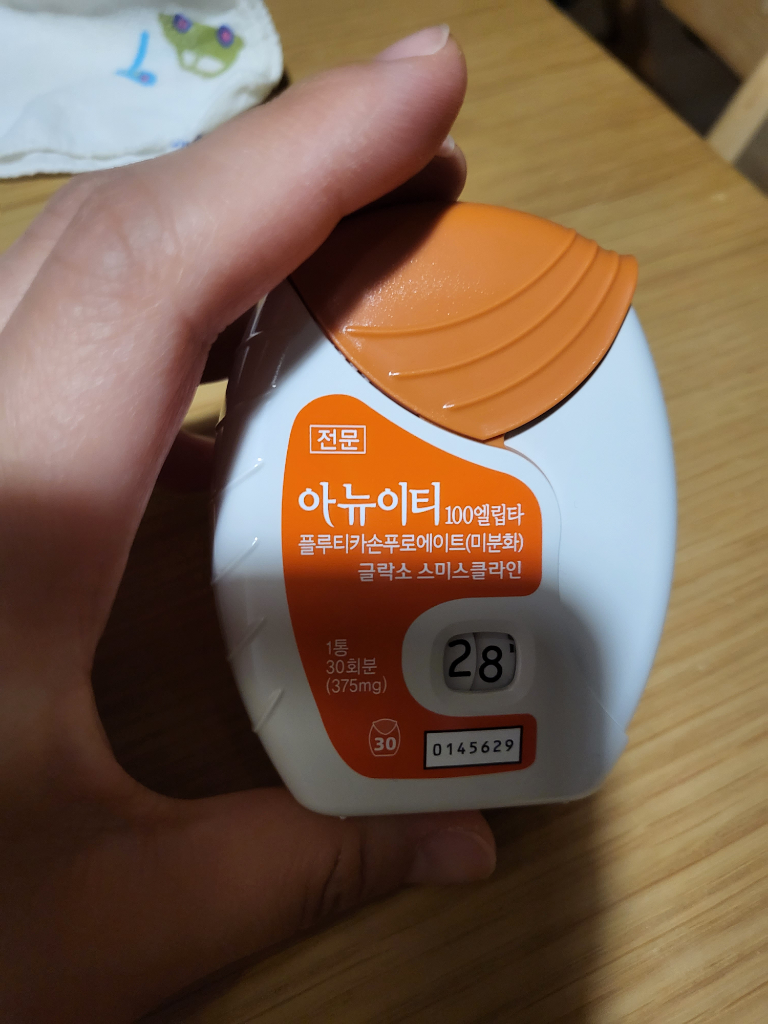 전문
아뉴이티 100엘립타
플루티카손푸로에이트(미분화)
글락소 스미스클라인
1통
30회분
(375mg)
28
30
0145629